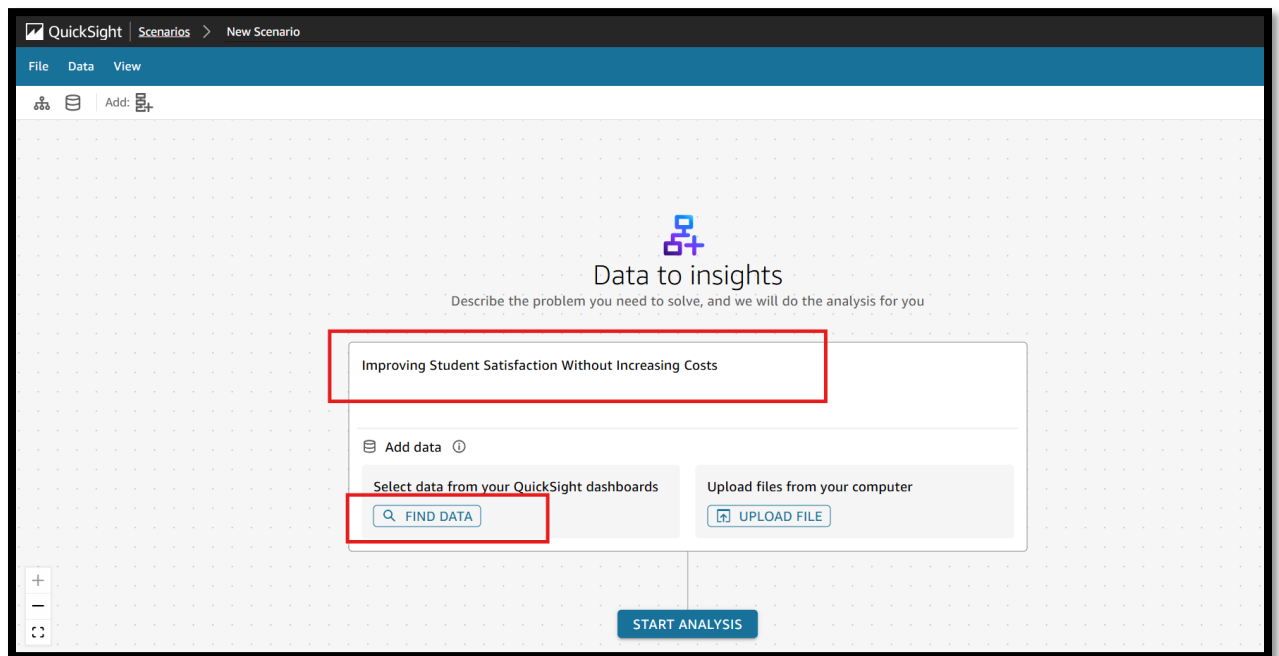 QuickSight Scenarios > New Scenario
File Data View
Add:
Data to insights
Describe the problem you need to solve, and we will do the analysis for you
Improving Student Satisfaction Without Increasing Costs
Add data
Select data from your QuickSight dashboards
FIND DATA
Upload files from your computer
UPLOAD FILE
START ANALYSIS